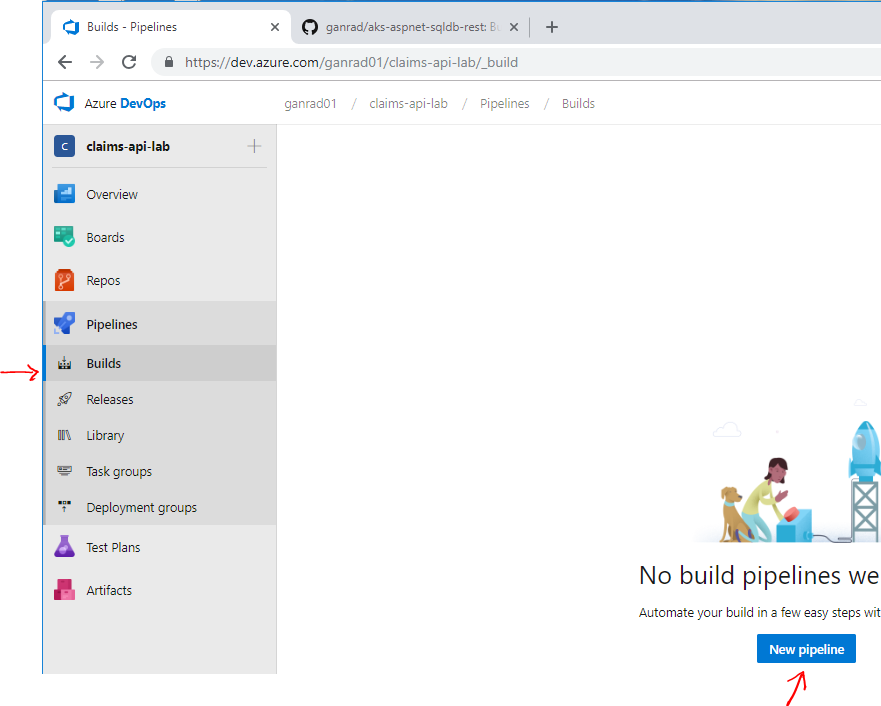 Builds - Pipelines
ganrad/aks-aspnet-sqldb-rest: Bu
https://dev.azure.com/ganrad01/claims-api-lab/_build
Azure DevOps
ganrad01 / claims-api-lab / Pipelines / Builds
C claims-api-lab
Overview
Boards
Repos
Pipelines
Builds
Releases
Library
Task groups
Deployment groups
Test Plans
Artifacts
No build pipelines we
Automate your build in a few easy steps wit
New pipeline